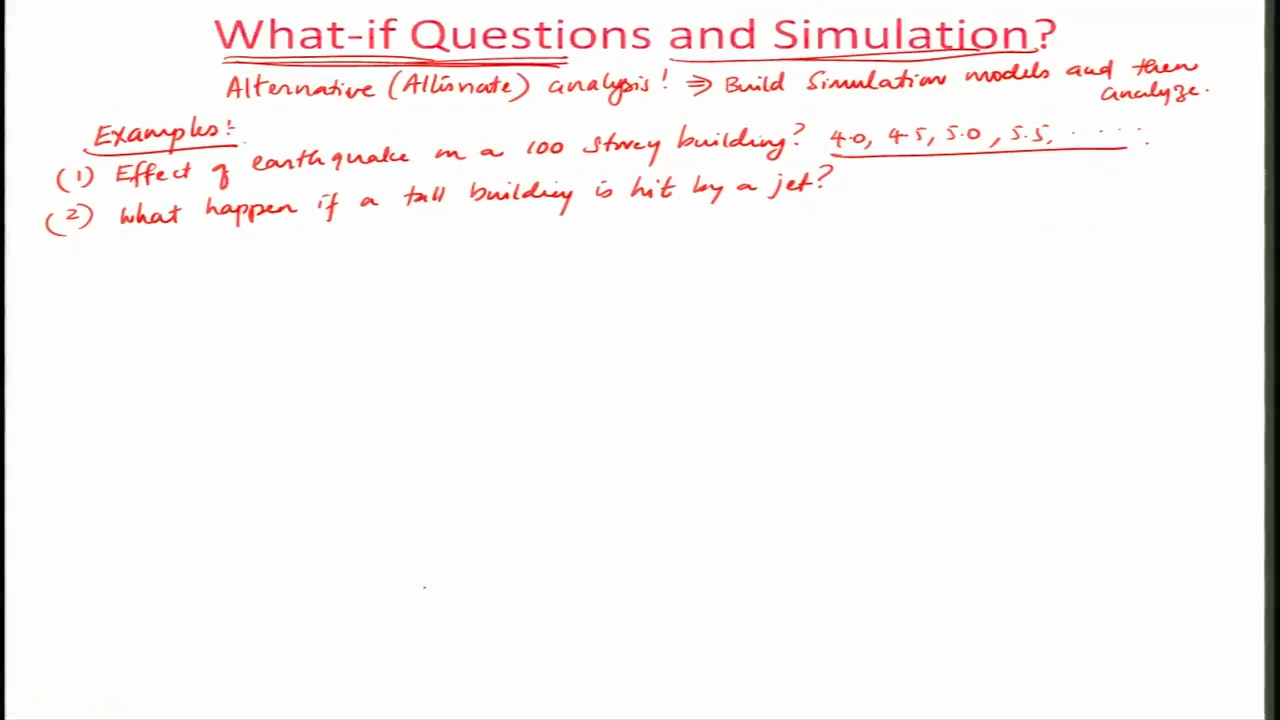 What-if Questions and Simulation?
Alternative (Alternate) analysis! ⇒ Build Simulation models and then
analyze.
Examples:
(1) Effect of earthquake on a 100 storey building? 4.0, 4.5, 5.0, 5.5, . . . .
(2) What happen if a tall building is hit by a jet?